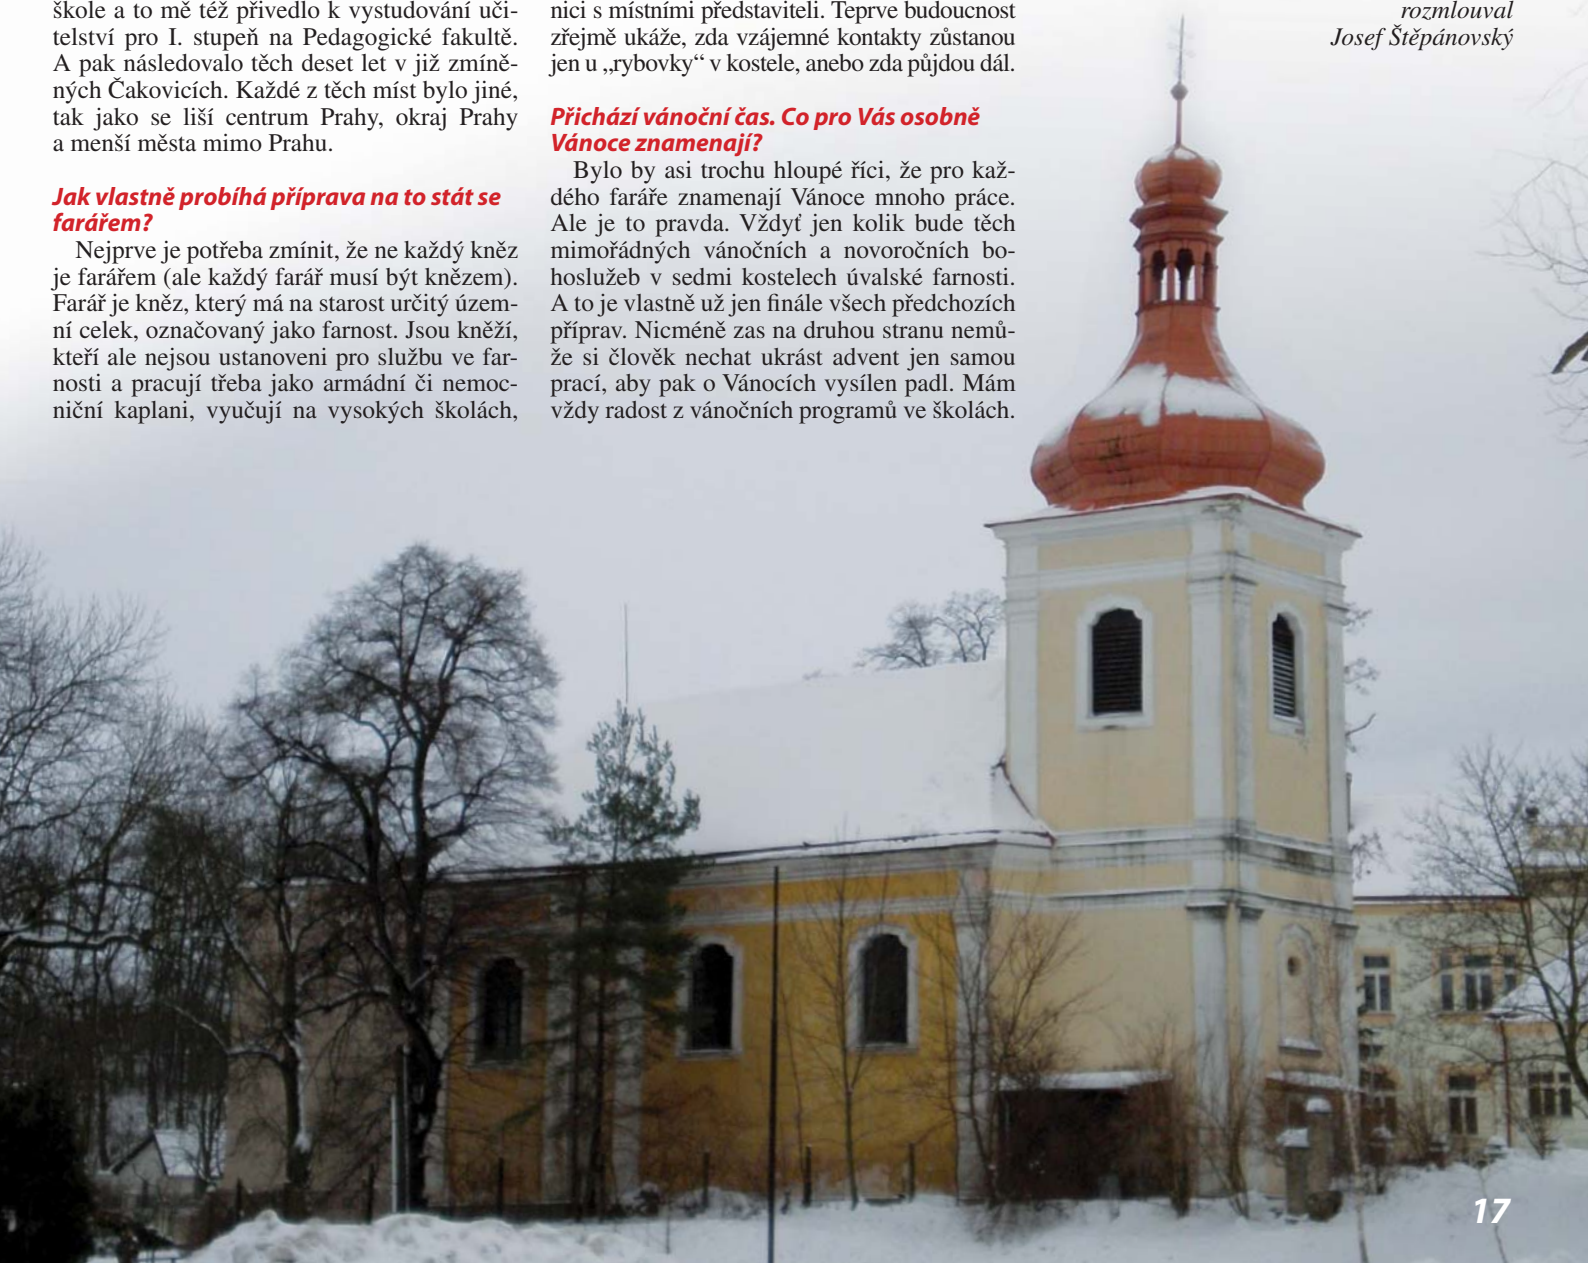 škole a to mě též přivedlo k vystudování uči-
telství pro I. stupeň na Pedagogické fakultě.
A pak následovalo těch deset let v již zmíně-
ných Čakovicích. Každé z těch míst bylo jiné,
tak jako se liší centrum Prahy, okraj Prahy
a menší města mimo Prahu.
Jak vlastně probíhá příprava na to stát se
farářem?
Nejprve je potřeba zmínit, že ne každý kněz
je farářem (ale každý farář musí být knězem).
Farář je kněz, který má na starost určitý územ-
ní celek, označovaný jako farnost. Jsou kněží,
kteří ale nejsou ustanoveni pro službu ve far-
nosti a pracují třeba jako armádní či nemoc-
niční kaplani, vyučují na vysokých školách,
nici s místními představiteli. Teprve budoucnost
zřejmě ukáže, zda vzájemné kontakty zůstanou
jen u „rybovky“ v kostele, anebo zda půjdou dál.
Přichází vánoční čas. Co pro Vás osobně
Vánoce znamenají?
Bylo by asi trochu hloupé říci, že pro kaž-
dého faráře znamenají Vánoce mnoho práce.
Ale je to pravda. Vždyť jen kolik bude těch
mimořádných vánočních a novoročních bo-
hoslužeb v sedmi kostelech úvalské farnosti.
A to je vlastně už jen finále všech předchozích
příprav. Nicméně zas na druhou stranu nemů-
že si člověk nechat ukrást advent jen samou
prací, aby pak o Vánocích vysílen padl. Mám
vždy radost z vánočních programů ve školách.
rozmlouval
Josef Štěpánovský
17